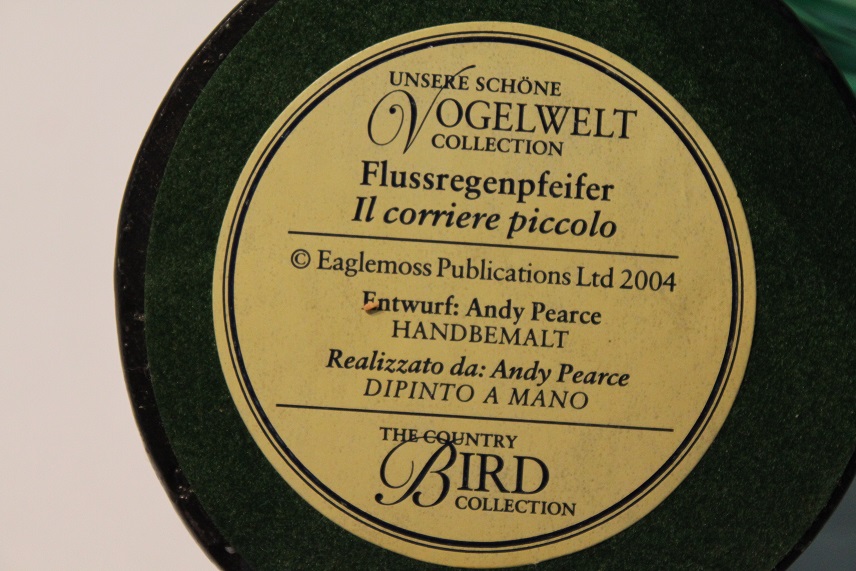 UNSERE SCHÖNE
VOGELWELT
COLLECTION
Flussregenpfeifer
Il corriere piccolo
© Eaglemoss Publications Ltd 2004
Entwurf: Andy Pearce
HANDBEMALT
Realizzato da: Andy Pearce
DIPINTO A MANO
THE COUNTRY
BIRD
COLLECTION